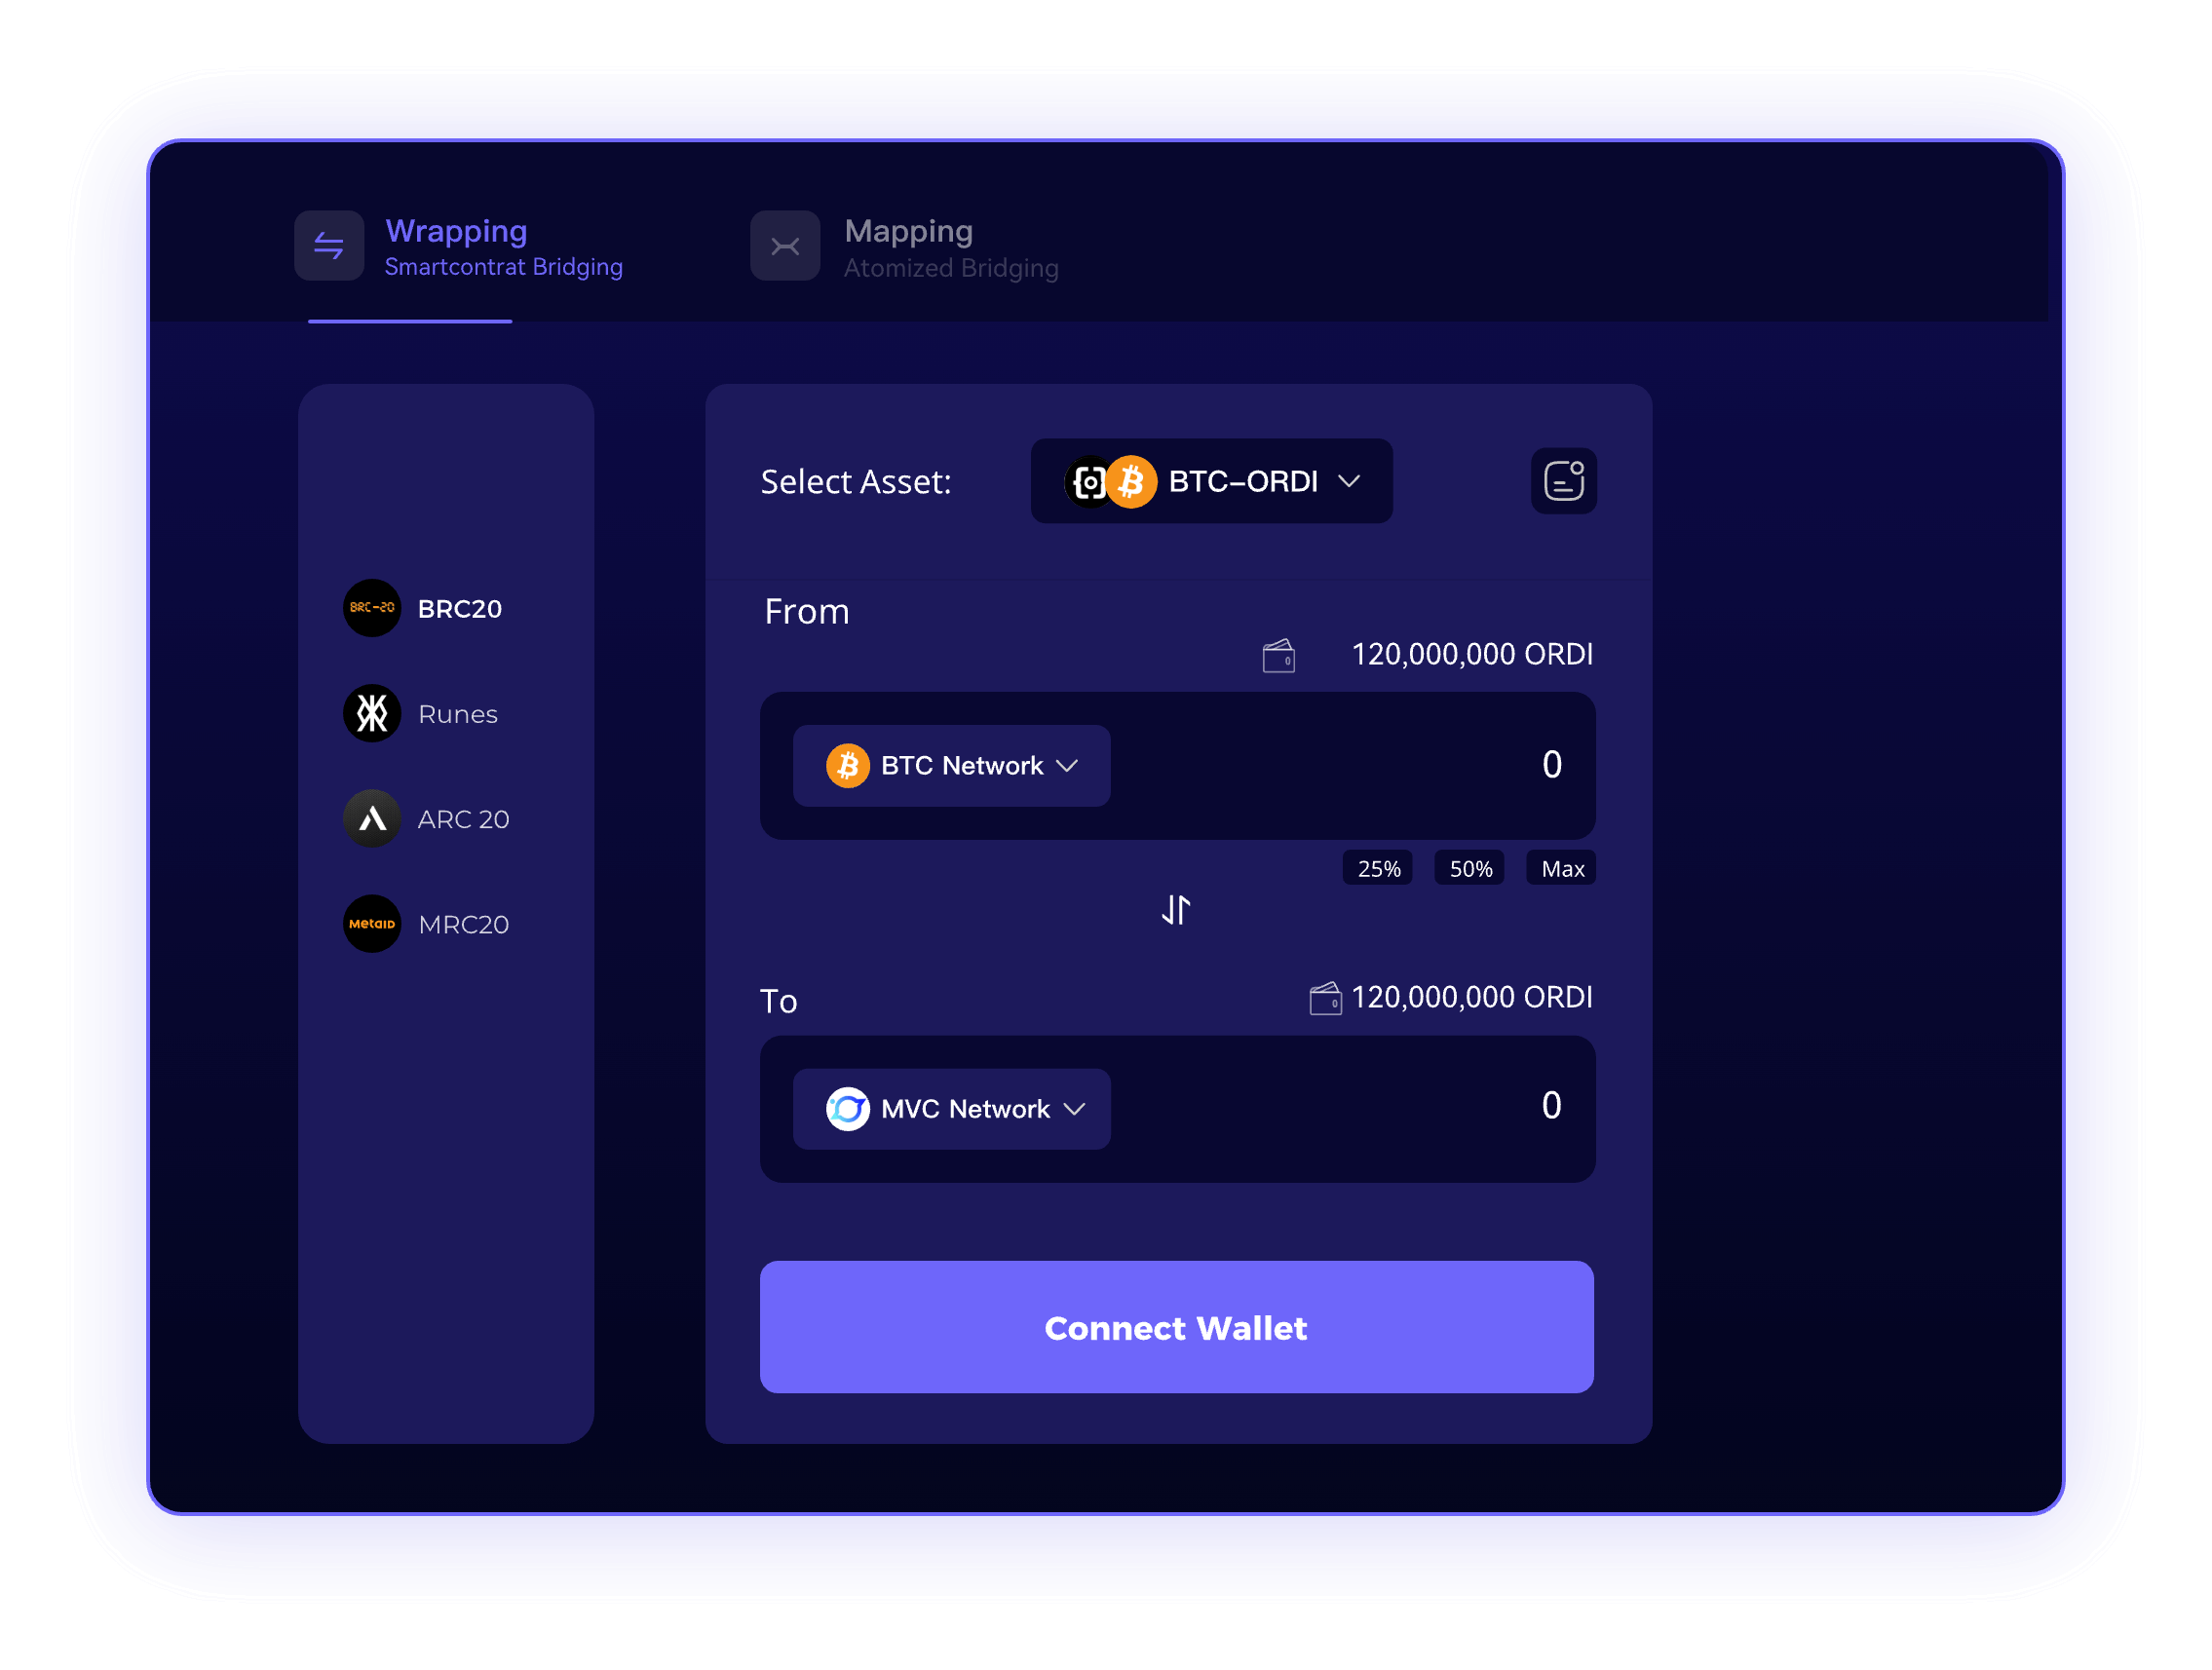 Wrapping
Smartcontrat Bridging
Mapping
Atomized Bridging
BRC-20
BRC20
Runes
ARC 20
MetaID
MRC20
Select Asset:
BTC-ORDI
From
120,000,000 ORDI
BTC Network
0
25%
50%
Max
To
120,000,000 ORDI
MVC Network
0
Connect Wallet